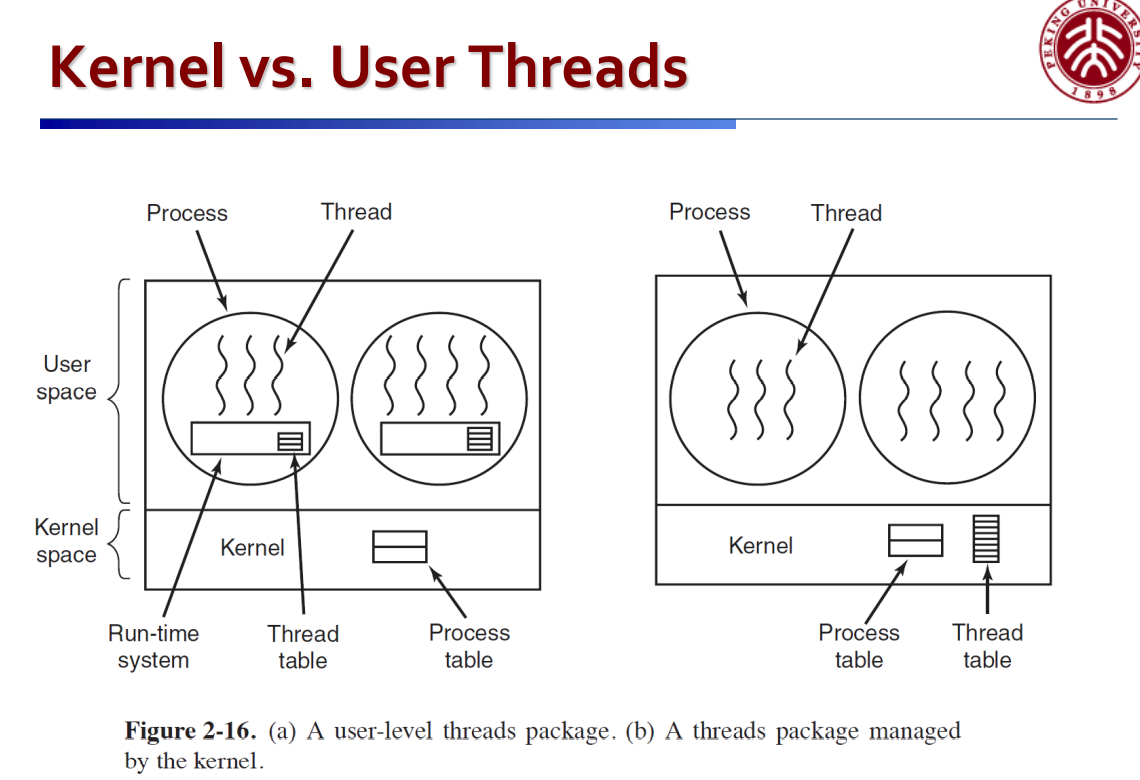 Kernel vs. User Threads
PEKING UNIVERSITY
1898
Process
Thread
Process
Thread
User
space
Kernel
space
Kernel
Kernel
Run-time
system
Thread
table
Process
table
Process
table
Thread
table
Figure 2-16. (a) A user-level threads package. (b) A threads package managed
by the kernel.